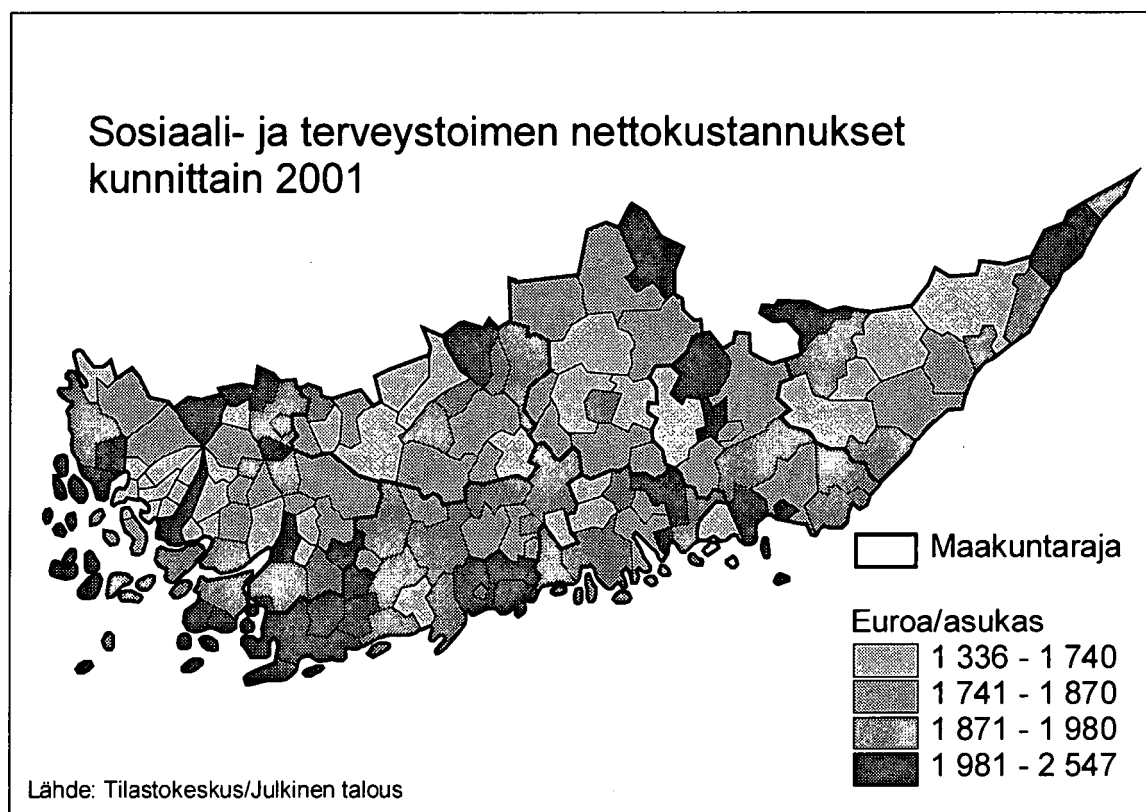 Sosiaali- ja terveystoimen nettokustannukset
kunnittain 2001
Maakuntaraja
Euroa/asukas
1 336 - 1 740
1 741 - 1 870
1 871 - 1 980
1 981 - 2 547
Lähde: Tilastokeskus/Julkinen talous